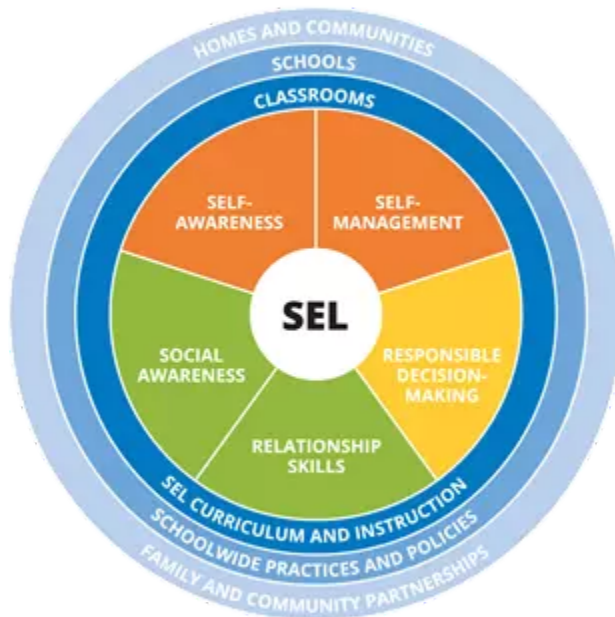 HOMES AND COMMUNITIES
SCHOOLS
CLASSROOMS
SELF-
AWARENESS
SELF-
MANAGEMENT
SEL
SOCIAL
AWARENESS
RESPONSIBLE
DECISION-
MAKING
RELATIONSHIP
SKILLS
SEL CURRICULUM AND INSTRUCTION
SCHOOLWIDE PRACTICES AND POLICIES
FAMILY AND COMMUNITY PARTNERSHIPS